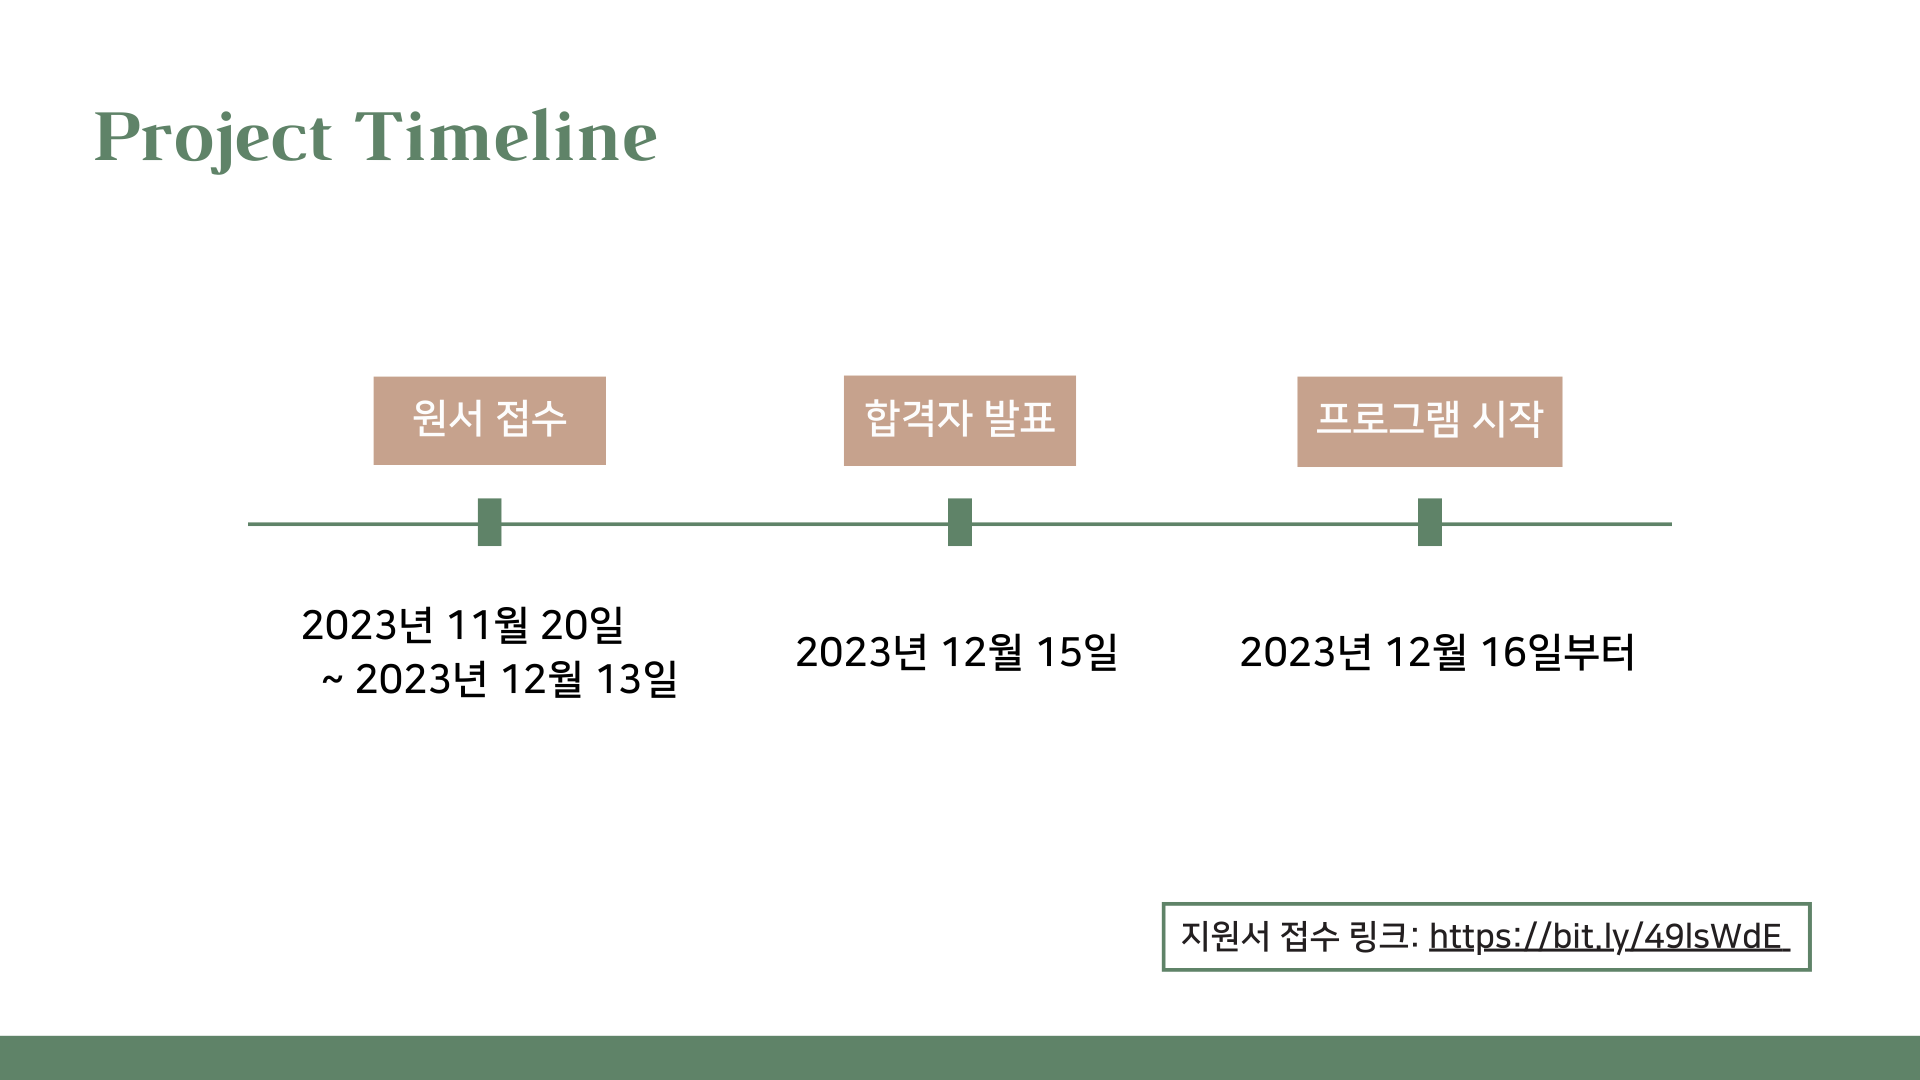 Project Timeline
원서 접수
합격자 발표
프로그램 시작
2023년 11월 20일
~ 2023년 12월 13일
2023년 12월 15일
2023년 12월 16일부터
지원서 접수 링크: https://bit.ly/49lsWdE